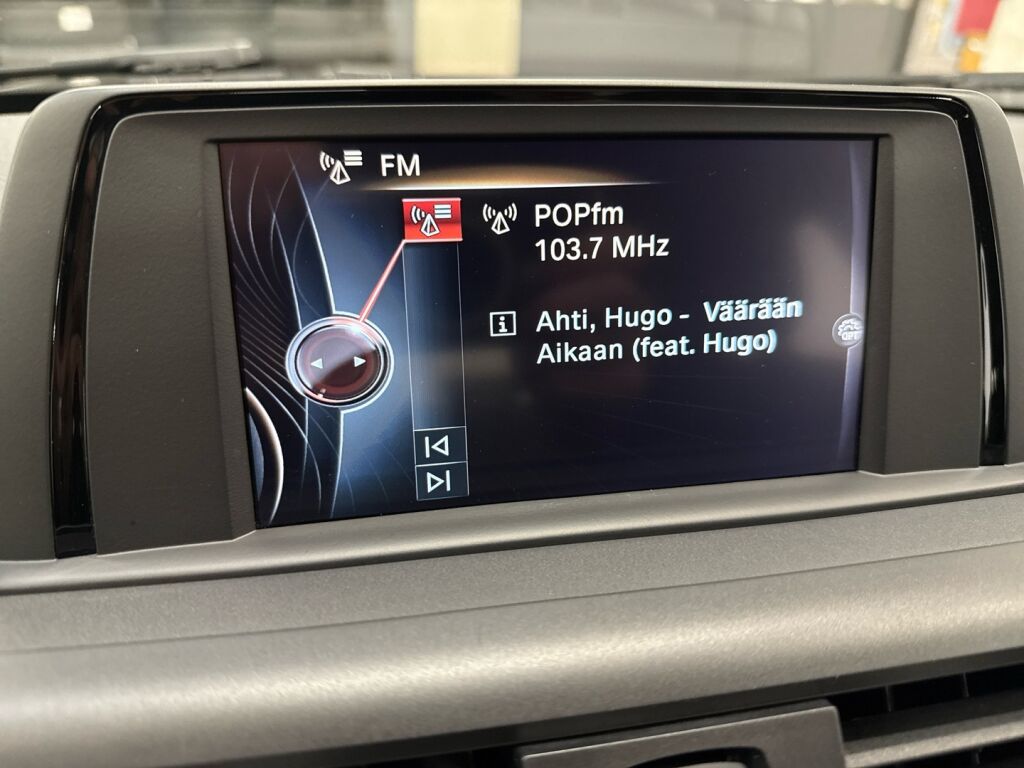 FM
POPfm
103.7 MHz
Ahti, Hugo - Väärään
Aikaan (feat. Hugo)